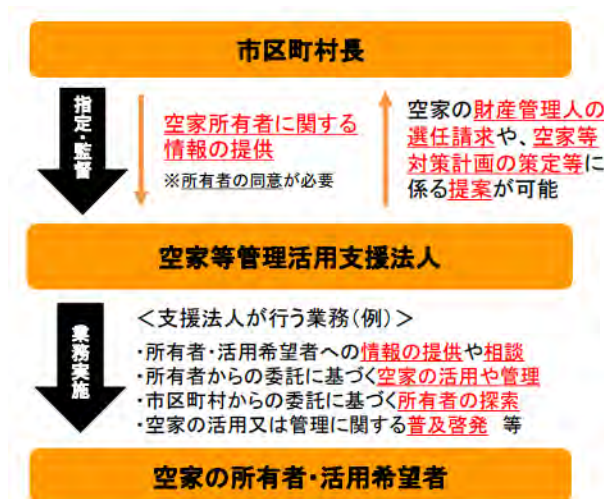 市区町村長
指定・監督
空家所有者に関する
情報の提供
※所有者の同意が必要
空家の財産管理人の
選任請求や、空家等
対策計画の策定等に
係る提案が可能
空家等管理活用支援法人
業務実施
＜支援法人が行う業務(例)＞
・所有者・活用希望者への情報の提供や相談
・所有者からの委託に基づく空家の活用や管理
・市区町村からの委託に基づく所有者の探索
・空家の活用又は管理に関する普及啓発 等
空家の所有者・活用希望者